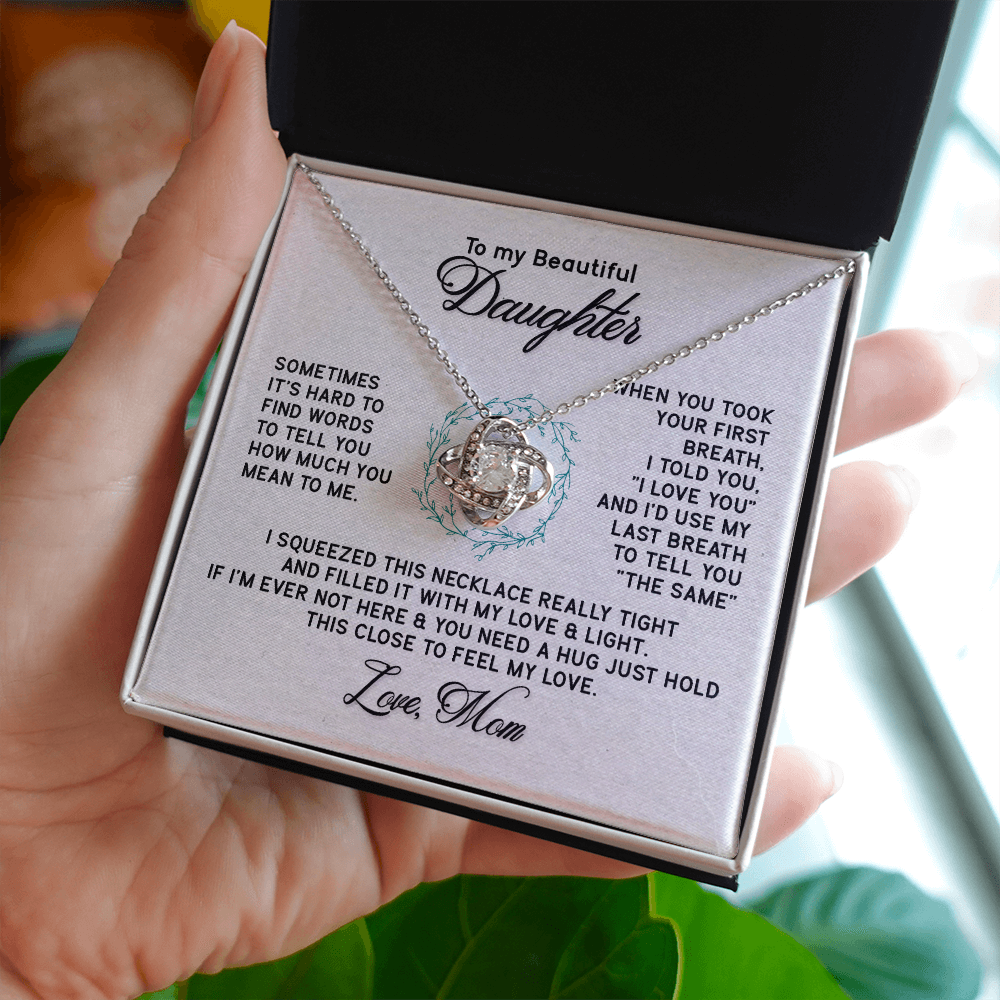 To my Beautiful
Daughter
SOMETIMES
IT'S HARD TO
FIND WORDS
TO TELL YOU
HOW MUCH YOU
MEAN TO ME.
WHEN YOU TOOK
YOUR FIRST
BREATH,
I TOLD YOU,
"I LOVE YOU"
AND I'D USE MY
LAST BREATH
TO TELL YOU
"THE SAME"
I SQUEEZED THIS NECKLACE REALLY TIGHT
AND FILLED IT WITH MY LOVE & LIGHT.
IF I'M EVER NOT HERE & YOU NEED A HUG JUST HOLD
THIS CLOSE TO FEEL MY LOVE.
Love, Mom